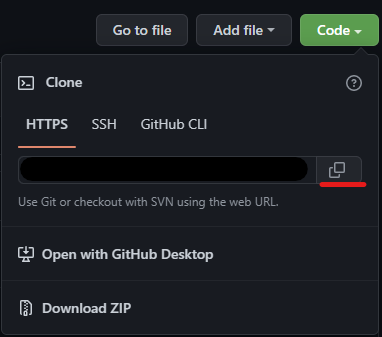 Go to file
Add file
Code
Clone
HTTPS
SSH
GitHub CLI
Use Git or checkout with SVN using the web URL.
Open with GitHub Desktop
Download ZIP